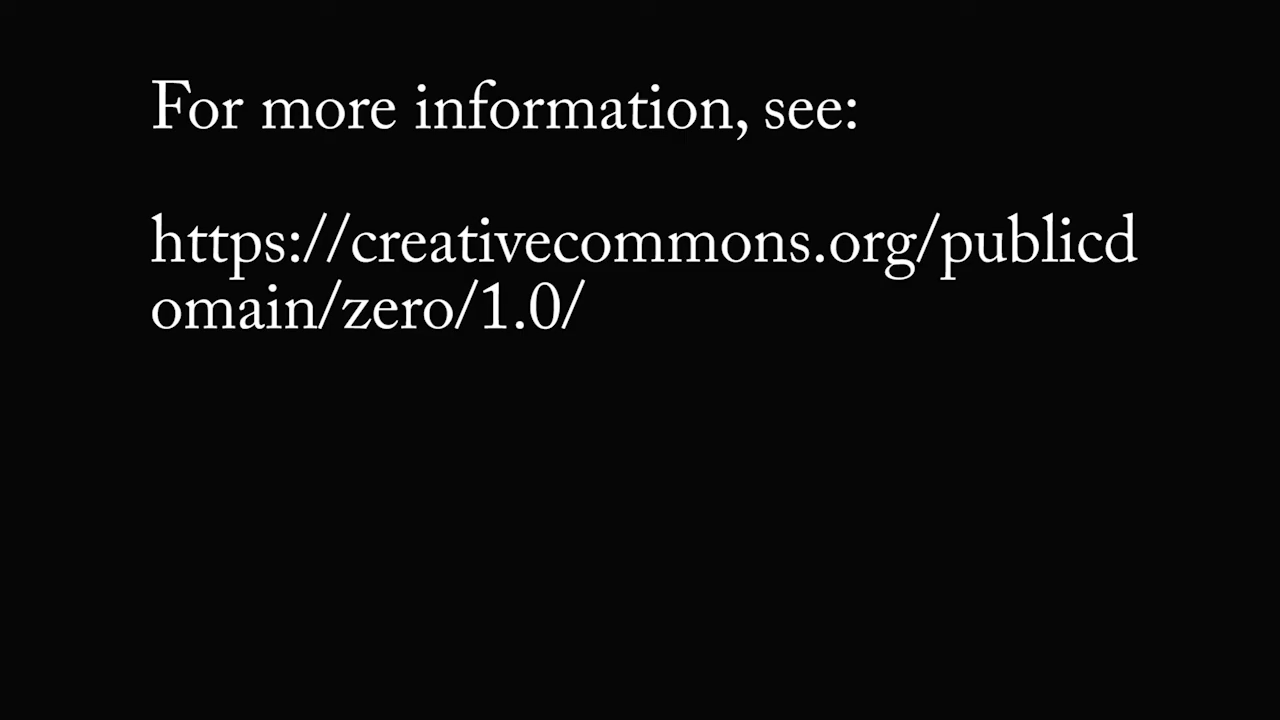 For more information, see:
https://creativecommons.org/publicd
omain/zero/1.0/